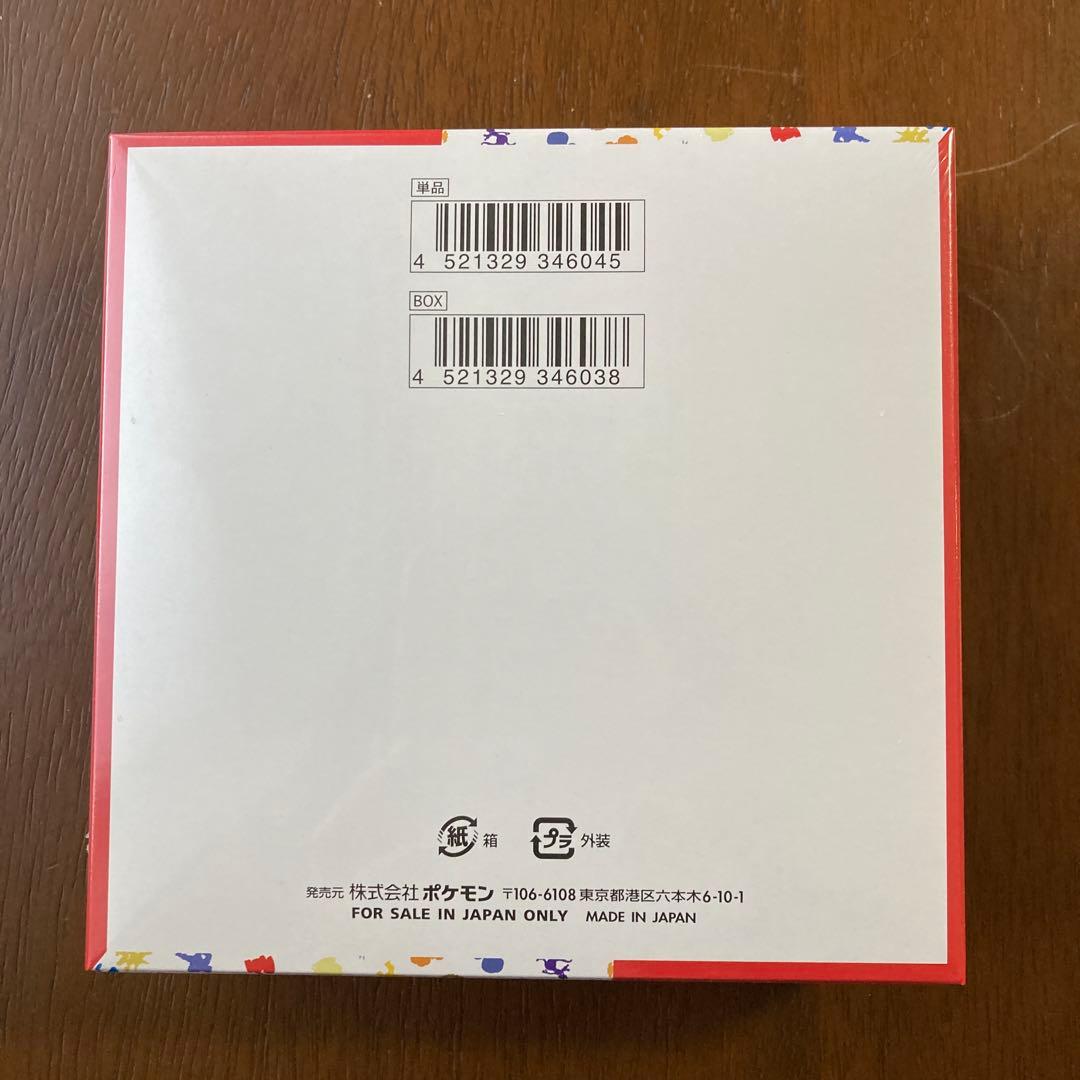 単品
4 521329 346045
BOX
4 521329 346038
紙 箱 プラ 外装
発売元 株式会社 ポケモン 〒106-6108 東京都港区六本木6-10-1
FOR SALE IN JAPAN ONLY MADE IN JAPAN